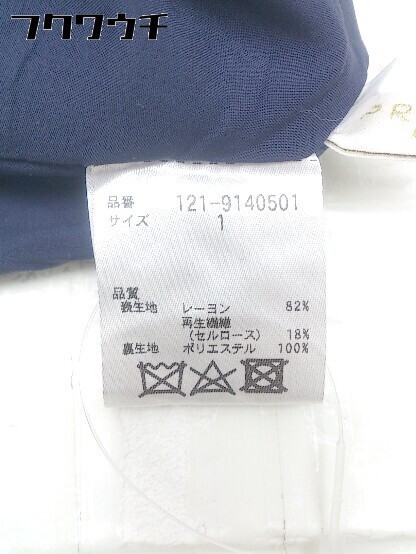 フクワウチ
PR
品番 121-9140501
サイズ 1
品質
表生地 レーヨン 82%
再生繊維
(セルロース) 18%
裏生地 ポリエステル 100%